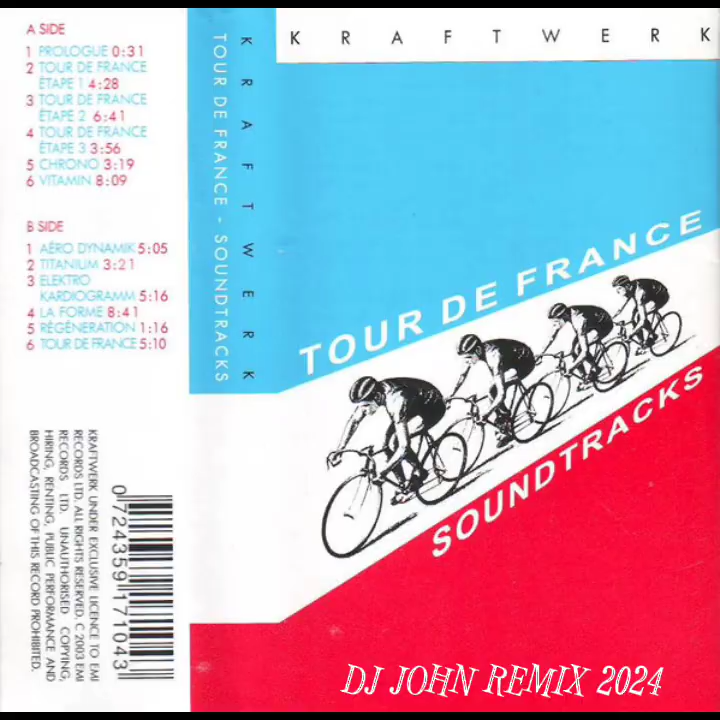 A SIDE
1 PROLOGUE 0:31
2 TOUR DE FRANCE
ÉTAPE 1 4:28
3 TOUR DE FRANCE
ÉTAPE 2 6:41
4 TOUR DE FRANCE
ÉTAPE 3 3:56
5 CHRONO 3:19
6 VITAMIN 8:09
B SIDE
1 AÉRO DYNAMIK 5:05
2 TITANIUM 3:21
3 ELEKTRO
KARDIOGRAMM 5:16
4 LA FORME 8:41
5 RÉGÉNERATION 1:16
6 TOUR DE FRANCE 5:10
KRAFTWERK UNDER EXCLUSIVE LICENCE TO EMI
RECORDS LTD. ALL RIGHTS RESERVED. C 2003 EMI
RECORDS LTD. UNAUTHORISED COPYING,
HIRING, RENTING, PUBLIC PERFORMANCE AND
BROADCASTING OF THIS RECORD PROHIBITED.
0 724359 171043
KRAFTWERK
TOUR DE FRANCE - SOUNDTRACKS
KRAFTWERK
TOUR DE FRANCE
SOUNDTRACKS
DJ JOHN REMIX 2024